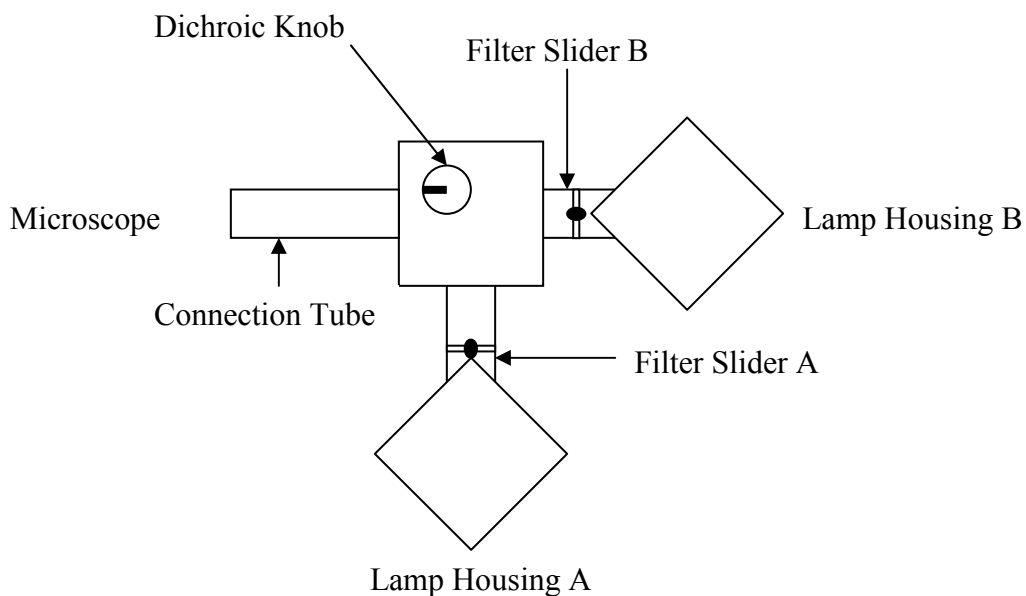 Dichroic Knob
Filter Slider B
Microscope
Lamp Housing B
Connection Tube
Filter Slider A
Lamp Housing A